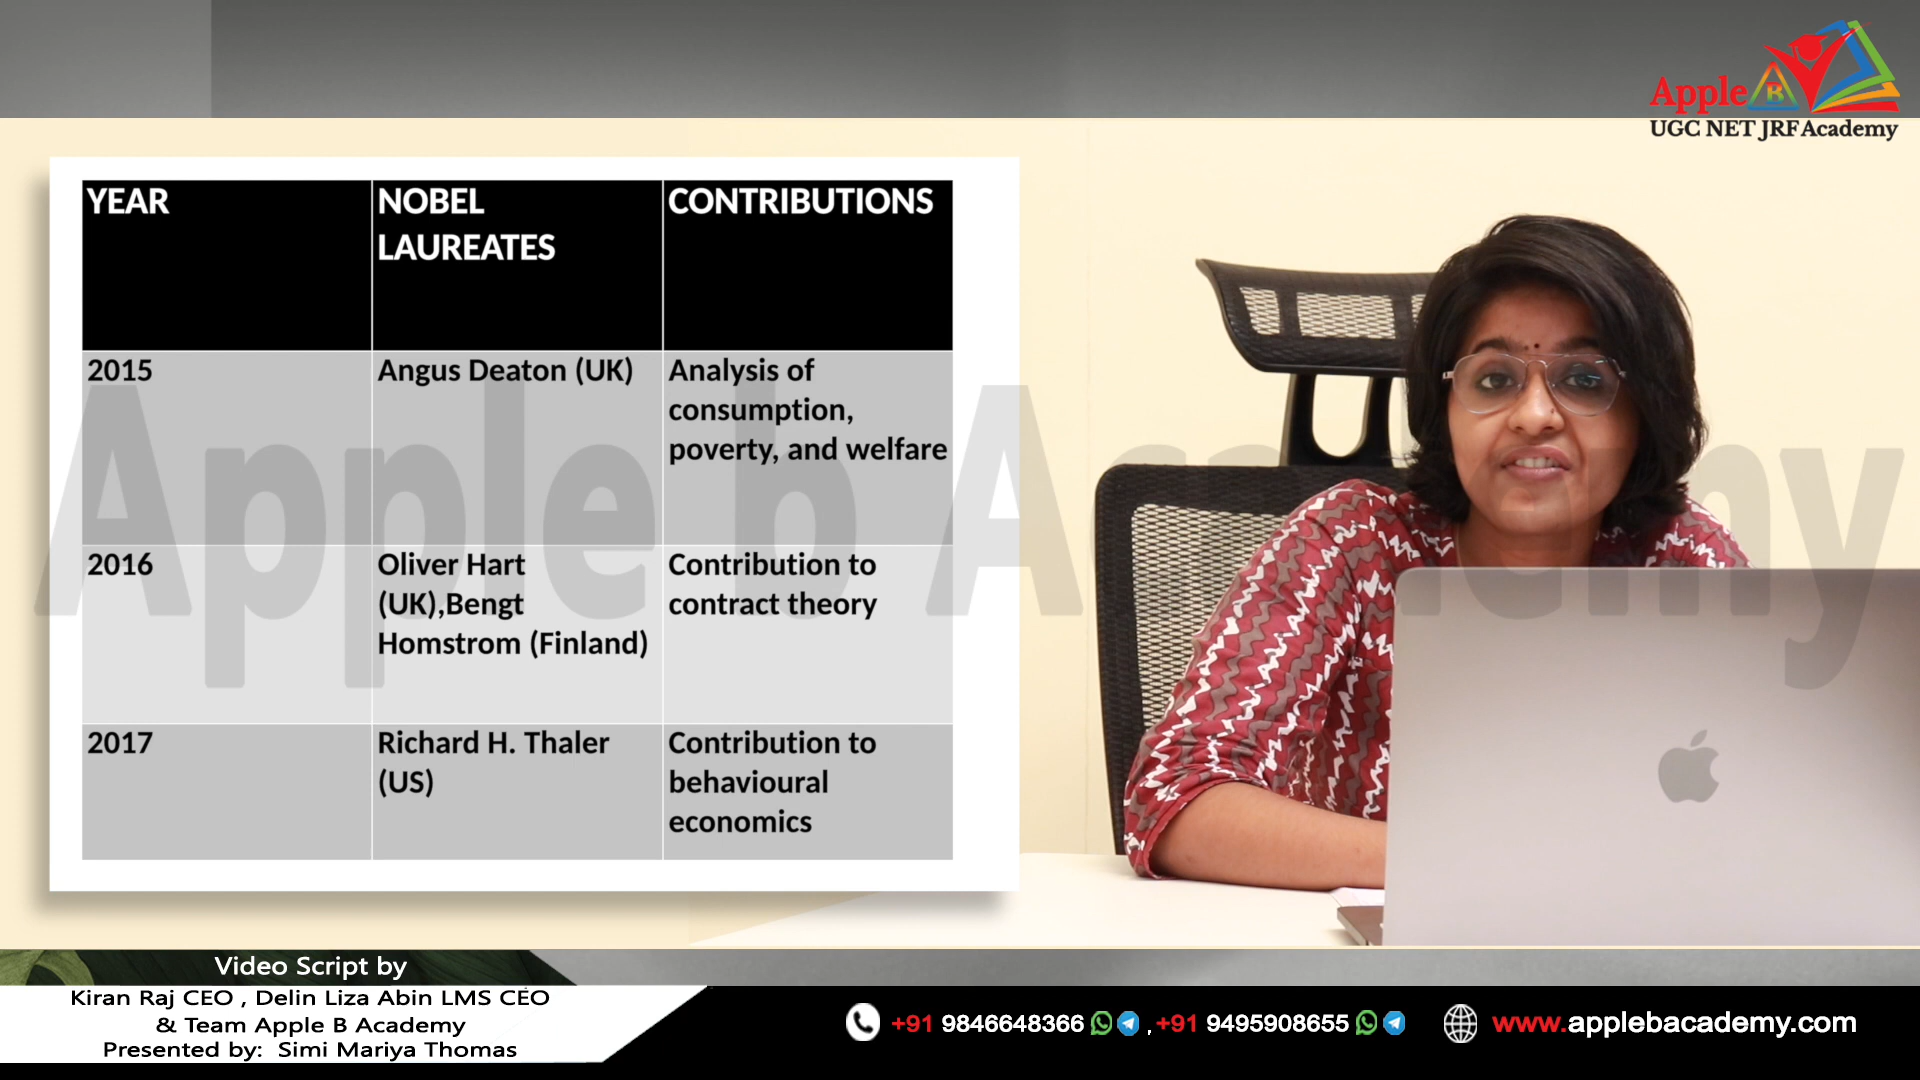 Apple B
UGC NET JRF Academy
YEAR
NOBEL
LAUREATES
CONTRIBUTIONS
2015
Angus Deaton (UK)
Analysis of
consumption,
poverty, and welfare
2016
Oliver Hart
(UK),Bengt
Homstrom (Finland)
Contribution to
contract theory
2017
Richard H. Thaler
(US)
Contribution to
behavioural
economics
Apple b Academy
Video Script by
Kiran Raj CEO , Delin Liza Abin LMS CEO
& Team Apple B Academy
Presented by: Simi Mariya Thomas
+91 9846648366 , +91 9495908655
www.applebacademy.com